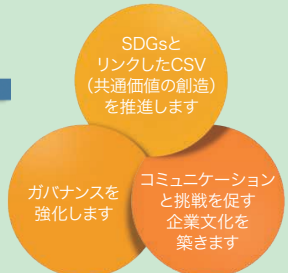 SDGsと
リンクしたCSV
（共通価値の創造）
を推進します
ガバナンスを
強化します
コミュニケーション
と挑戦を促す
企業文化を
築きます